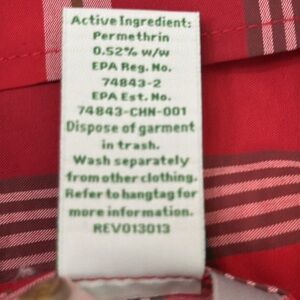 Active Ingredient:
Permethrin
0.52% w/w
EPA Reg. No.
74843-2
EPA Est. No.
74843-CHN-001
Dispose of garment
in trash.
Wash separately
from other clothing.
Refer to hangtag for
more information.
REV013013